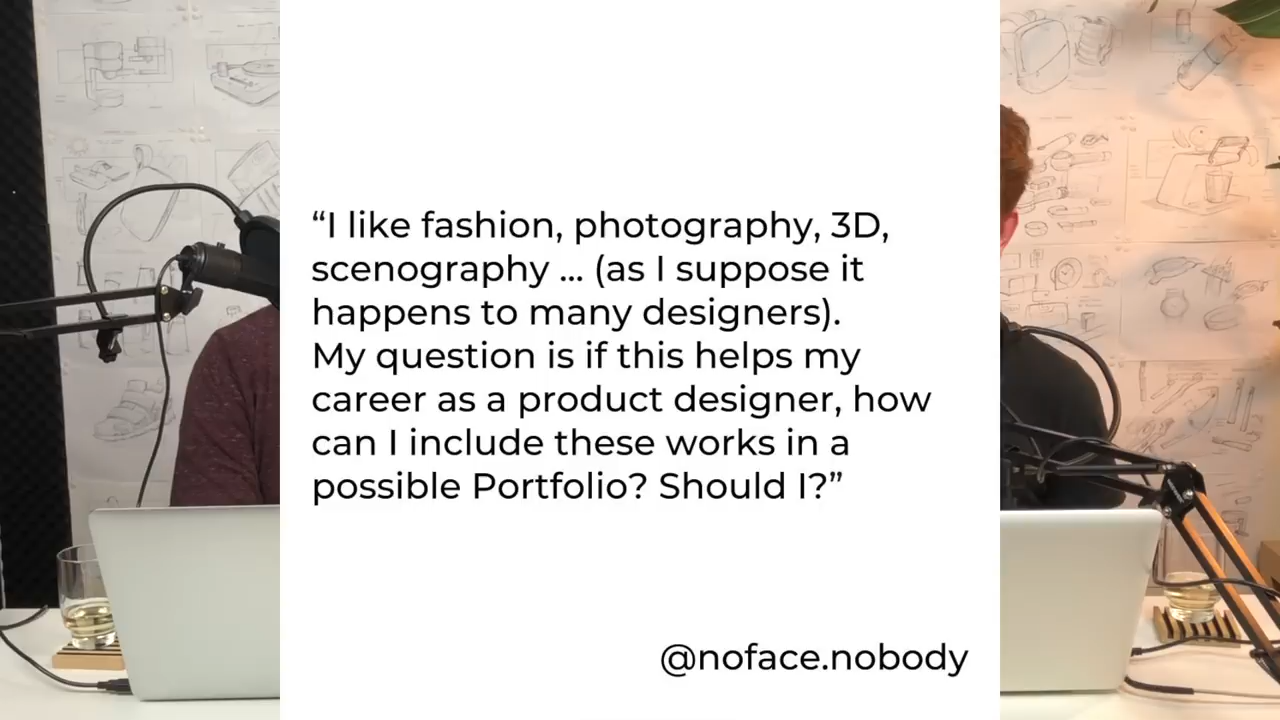 “I like fashion, photography, 3D,
scenography ... (as I suppose it
happens to many designers).
My question is if this helps my
career as a product designer, how
can I include these works in a
possible Portfolio? Should I?”
@noface.nobody